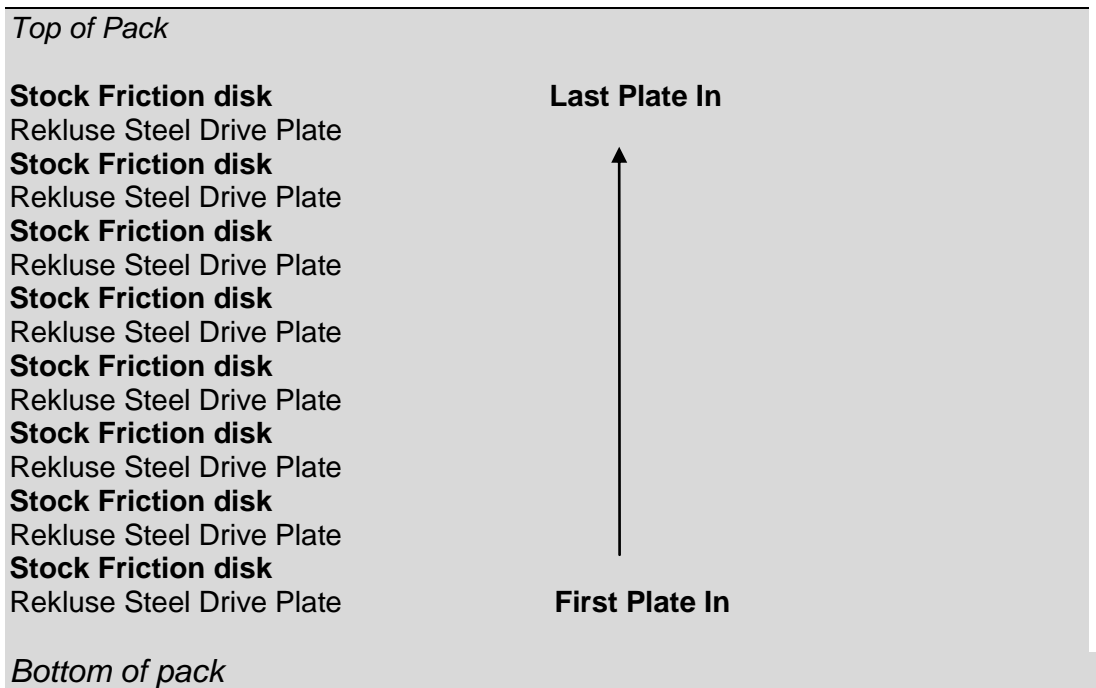 Top of Pack
Stock Friction disk Last Plate In
Rekluse Steel Drive Plate
Stock Friction disk
Rekluse Steel Drive Plate
Stock Friction disk
Rekluse Steel Drive Plate
Stock Friction disk
Rekluse Steel Drive Plate
Stock Friction disk
Rekluse Steel Drive Plate
Stock Friction disk
Rekluse Steel Drive Plate
Stock Friction disk
Rekluse Steel Drive Plate
Stock Friction disk
Rekluse Steel Drive Plate First Plate In
Bottom of pack